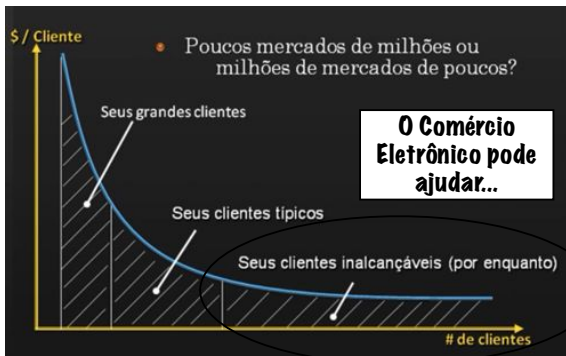 $ / Cliente
Poucos mercados de milhões ou
milhões de mercados de poucos?
Seus grandes clientes
O Comércio
Eletrônico pode
ajudar...
Seus clientes típicos
Seus clientes inalcançáveis (por enquanto)
# de clientes